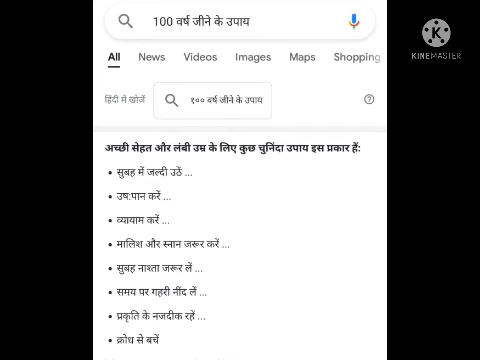 100 वर्ष जीने के उपाय
KINEMASTER
All News Videos Images Maps Shopping
हिंदी में खोजें १०० वर्ष जीने के उपाय
अच्छी सेहत और लंबी उम्र के लिए कुछ चुनिंदा उपाय इस प्रकार हैं:
• सुबह में जल्दी उठें ...
• उष:पान करें ...
• व्यायाम करें ...
• मालिश और स्नान जरूर करें ...
• सुबह नाश्ता जरूर लें ...
• समय पर गहरी नींद लें ...
• प्रकृति के नजदीक रहें ...
• क्रोध से बचें